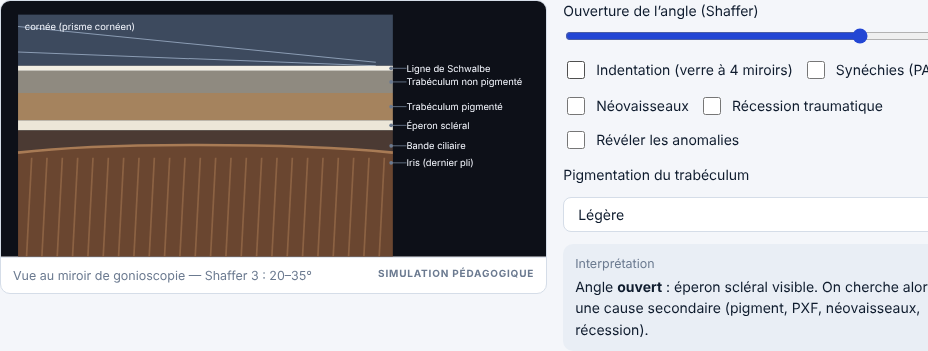 cornée (prisme cornéen)
Ligne de Schwalbe
Trabéculum non pigmenté
Trabéculum pigmenté
Éperon scléral
Bande ciliaire
Iris (dernier pli)
Vue au miroir de gonioscopie — Shaffer 3 : 20–35°
SIMULATION PÉDAGOGIQUE
Ouverture de l’angle (Shaffer)
Indentation (verre à 4 miroirs)
Synéchies (PA
Néovaisseaux
Récession traumatique
Révéler les anomalies
Pigmentation du trabéculum
Légère
Interprétation
Angle ouvert : éperon scléral visible. On cherche alor
une cause secondaire (pigment, PXF, néovaisseaux,
récession).